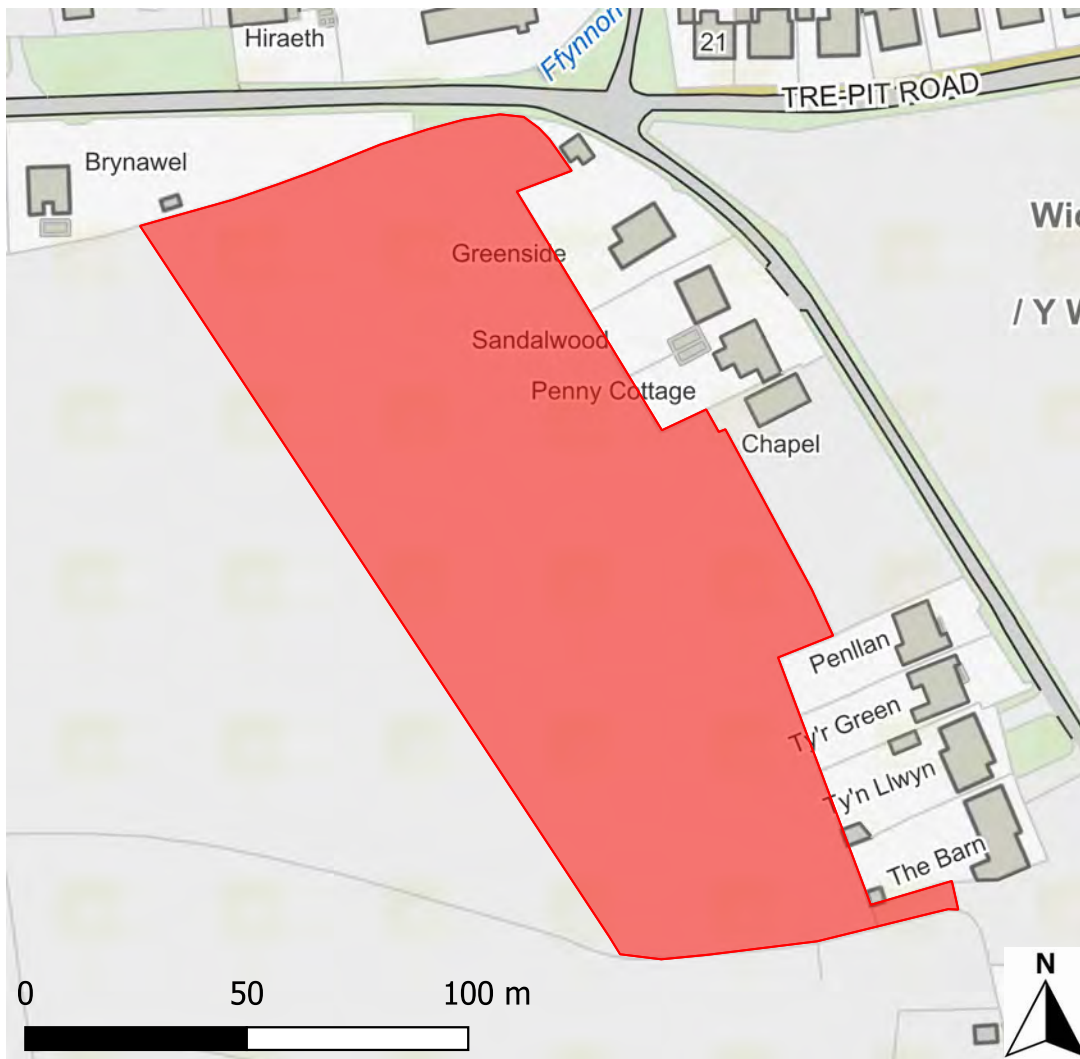 Hiraeth
Ffynnon
21
TRE-PIT ROAD
Brynawel
Wic
Greenside
/ Y W
Sandalwood
Penny Cottage
Chapel
Penllan
Ty'r Green
Ty'n Llwyn
The Barn
0 50 100 m
N